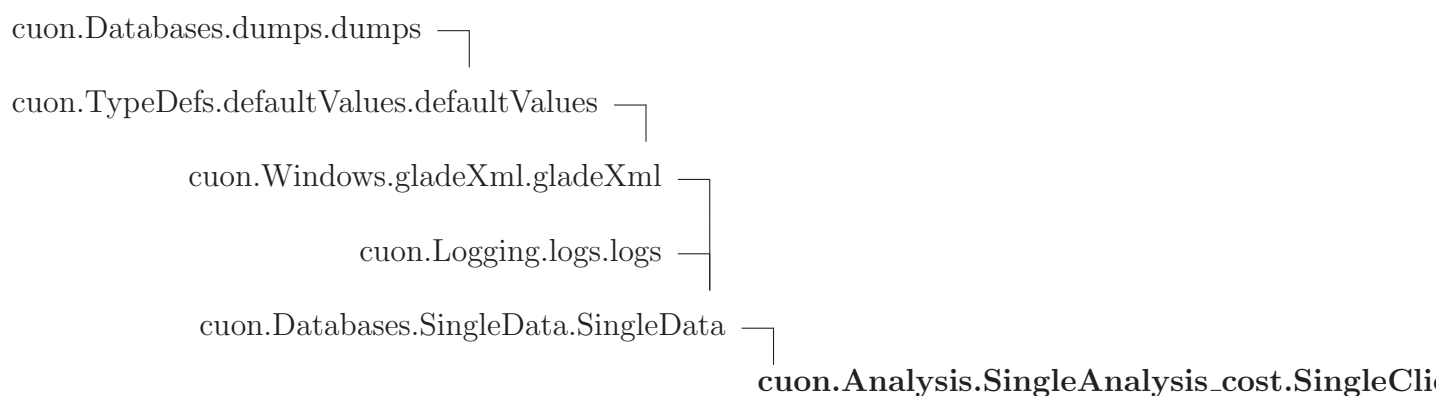 cuon.Databases.dumps.dumps
cuon.TypeDefs.defaultValues.defaultValues
cuon.Windows.gladeXml.gladeXml
cuon.Logging.logs.logs
cuon.Databases.SingleData.SingleData
cuon.Analysis.SingleAnalysis_cost.SingleCli